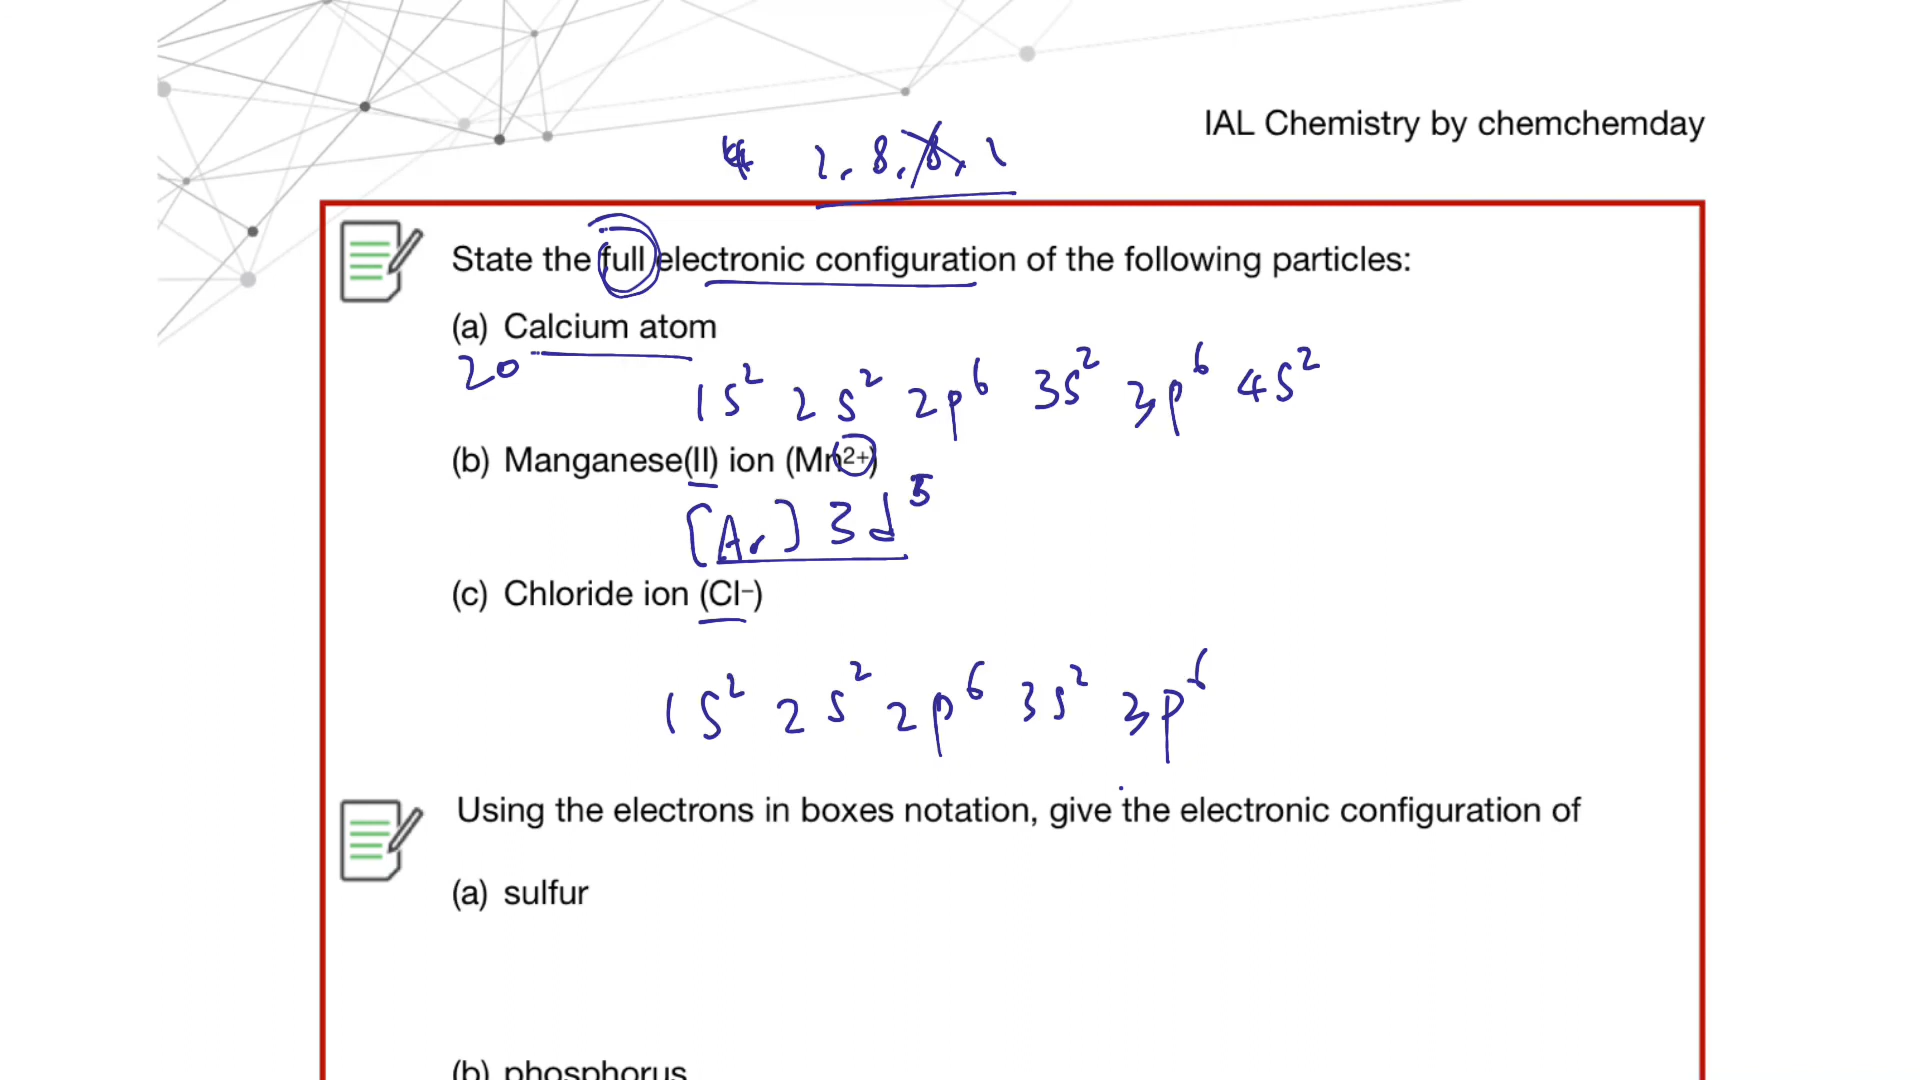 IAL Chemistry by chemchemday
2, 8, 8, 1
State the full electronic configuration of the following particles:
(a) Calcium atom
20
1s² 2s² 2p⁶ 3s² 3p⁶ 4s²
(b) Manganese(II) ion (Mn²⁺)
[Ar] 3d⁵
(c) Chloride ion (Cl⁻)
1s² 2s² 2p⁶ 3s² 3p⁶
Using the electrons in boxes notation, give the electronic configuration of
(a) sulfur
(b) phosphorus